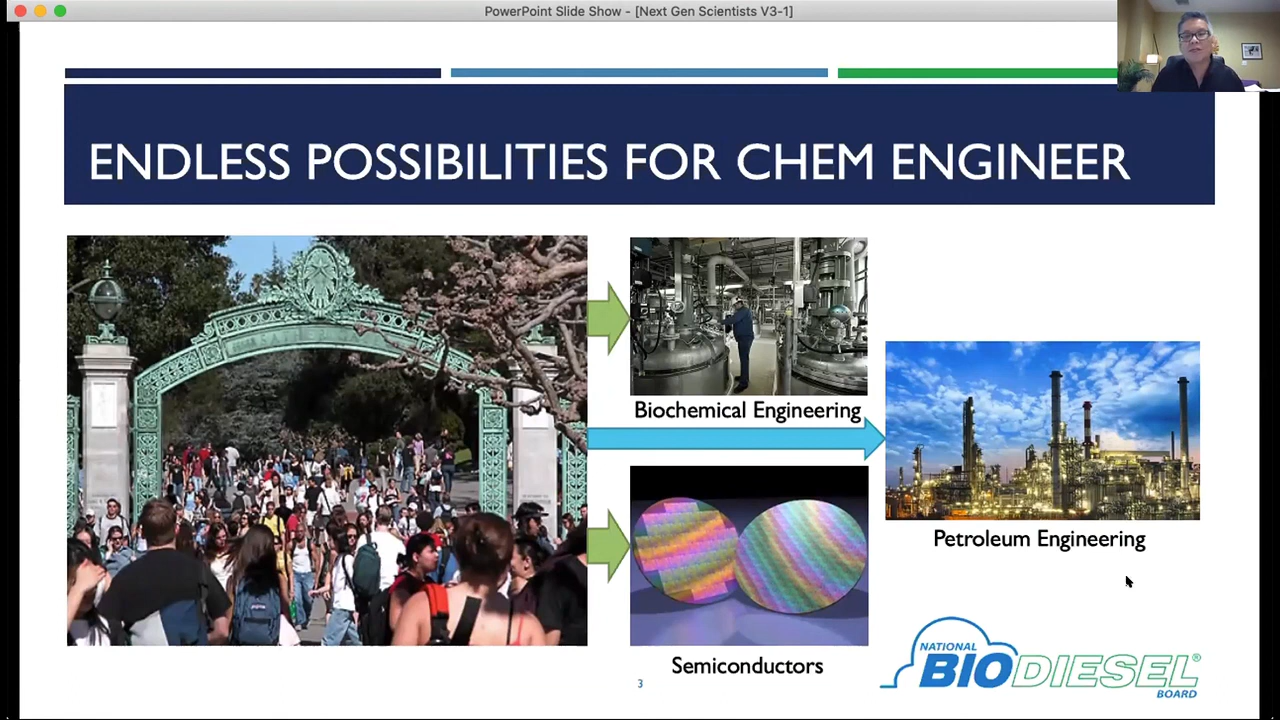 PowerPoint Slide Show - [Next Gen Scientists V3-1]
ENDLESS POSSIBILITIES FOR CHEM ENGINEER
Biochemical Engineering
Petroleum Engineering
Semiconductors
3
NATIONAL
BIODIESEL®
BOARD